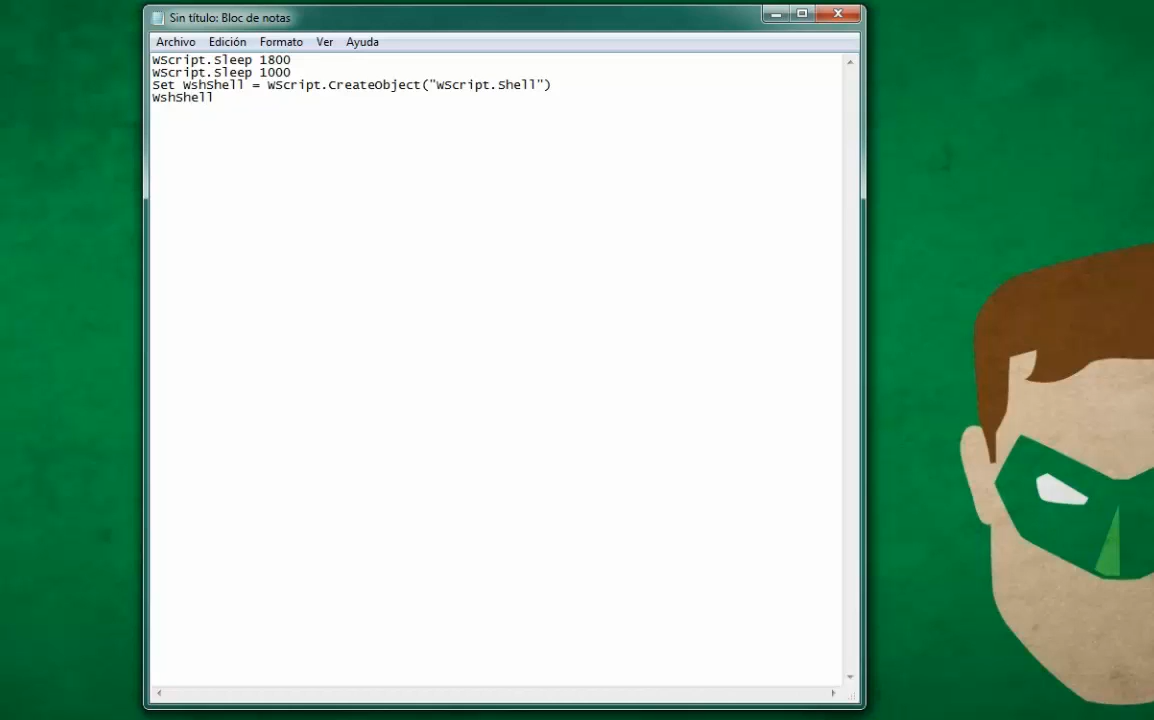 Sin título: Bloc de notas
Archivo Edición Formato Ver Ayuda
WScript.Sleep 1800
WScript.Sleep 1000
Set WshShell = WScript.CreateObject("WScript.Shell")
WshShell